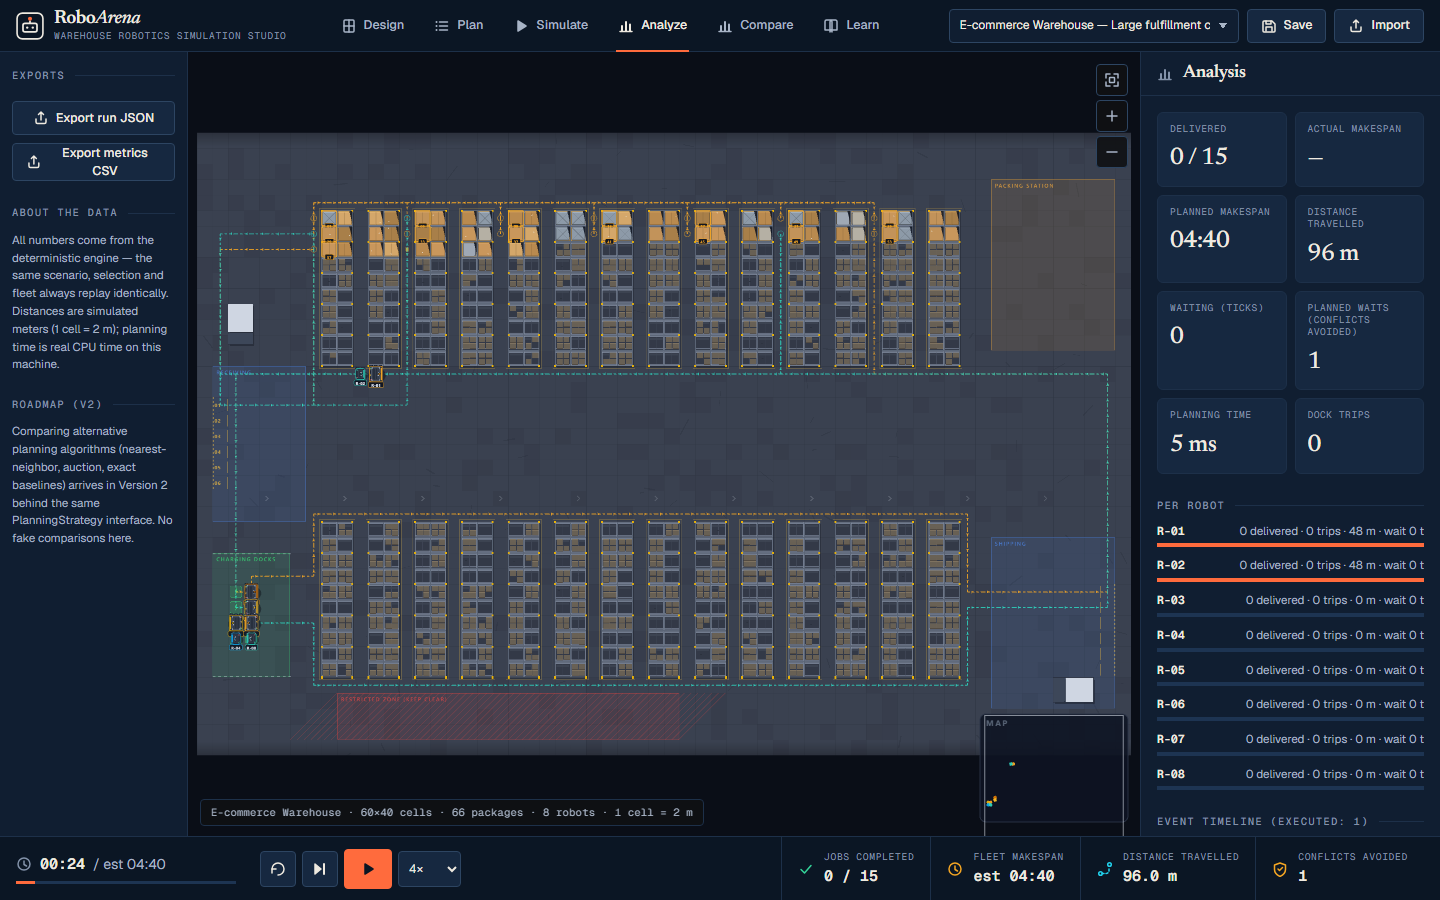 RoboArena
WAREHOUSE ROBOTICS SIMULATION STUDIO
Design
Plan
Simulate
Analyze
Compare
Learn
E-commerce Warehouse — Large fulfillment c
Save
Import
EXPORTS
Export run JSON
Export metrics
CSV
ABOUT THE DATA
All numbers come from the
deterministic engine — the
same scenario, selection and
fleet always replay identically.
Distances are simulated
meters (1 cell = 2 m); planning
time is real CPU time on this
machine.
ROADMAP (V2)
Comparing alternative
planning algorithms (nearest-
neighbor, auction, exact
baselines) arrives in Version 2
behind the same
PlanningStrategy interface. No
fake comparisons here.
PACKING STATION
02
03
04
05
06
R-02
R-01
CHARGING DOCKS
SHIPPING
RESTRICTED ZONE (KEEP CLEAR)
MAP
E-commerce Warehouse · 60×40 cells · 66 packages · 8 robots · 1 cell = 2 m
Analysis
DELIVERED
0 / 15
ACTUAL MAKESPAN
—
PLANNED MAKESPAN
04:40
DISTANCE
TRAVELLED
96 m
WAITING (TICKS)
0
PLANNED WAITS
(CONFLICTS
AVOIDED)
1
PLANNING TIME
5 ms
DOCK TRIPS
0
PER ROBOT
R-01 0 delivered · 0 trips · 48 m · wait 0 t
R-02 0 delivered · 0 trips · 48 m · wait 0 t
R-03 0 delivered · 0 trips · 0 m · wait 0 t
R-04 0 delivered · 0 trips · 0 m · wait 0 t
R-05 0 delivered · 0 trips · 0 m · wait 0 t
R-06 0 delivered · 0 trips · 0 m · wait 0 t
R-07 0 delivered · 0 trips · 0 m · wait 0 t
R-08 0 delivered · 0 trips · 0 m · wait 0 t
EVENT TIMELINE (EXECUTED: 1)
00:24 / est 04:40
4×
JOBS COMPLETED
0 / 15
FLEET MAKESPAN
est 04:40
DISTANCE TRAVELLED
96.0 m
CONFLICTS AVOIDED
1